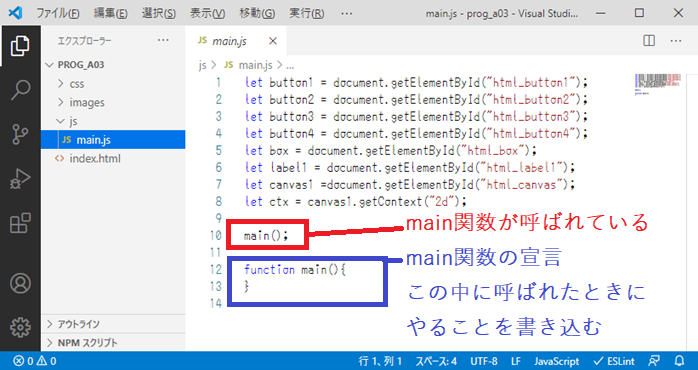 ファイル(F) 編集(E) 選択(S) 表示(V) 移動(G) 実行(R) ··· main.js - prog_a03 - Visual Studi...
エクスプローラー ···
PROG_A03
css
images
js
JS main.js
index.html
アウトライン
NPM スクリプト
JS main.js
js > JS main.js > ...
1 let button1 = document.getElementById("html_button1");
2 let button2 = document.getElementById("html_button2");
3 let button3 = document.getElementById("html_button3");
4 let button4 = document.getElementById("html_button4");
5 let box = document.getElementById("html_box");
6 let label1 = document.getElementById("html_label1");
7 let canvas1 =document.getElementById("html_canvas");
8 let ctx = canvas1.getContext("2d");
9
10 main();
11
12 function main(){
13 }
14
main関数が呼ばれている
main関数の宣言
この中に呼ばれたときに
やることを書き込む
0 0 行 1, 列 1 スペース: 4 UTF-8 LF JavaScript ESLint